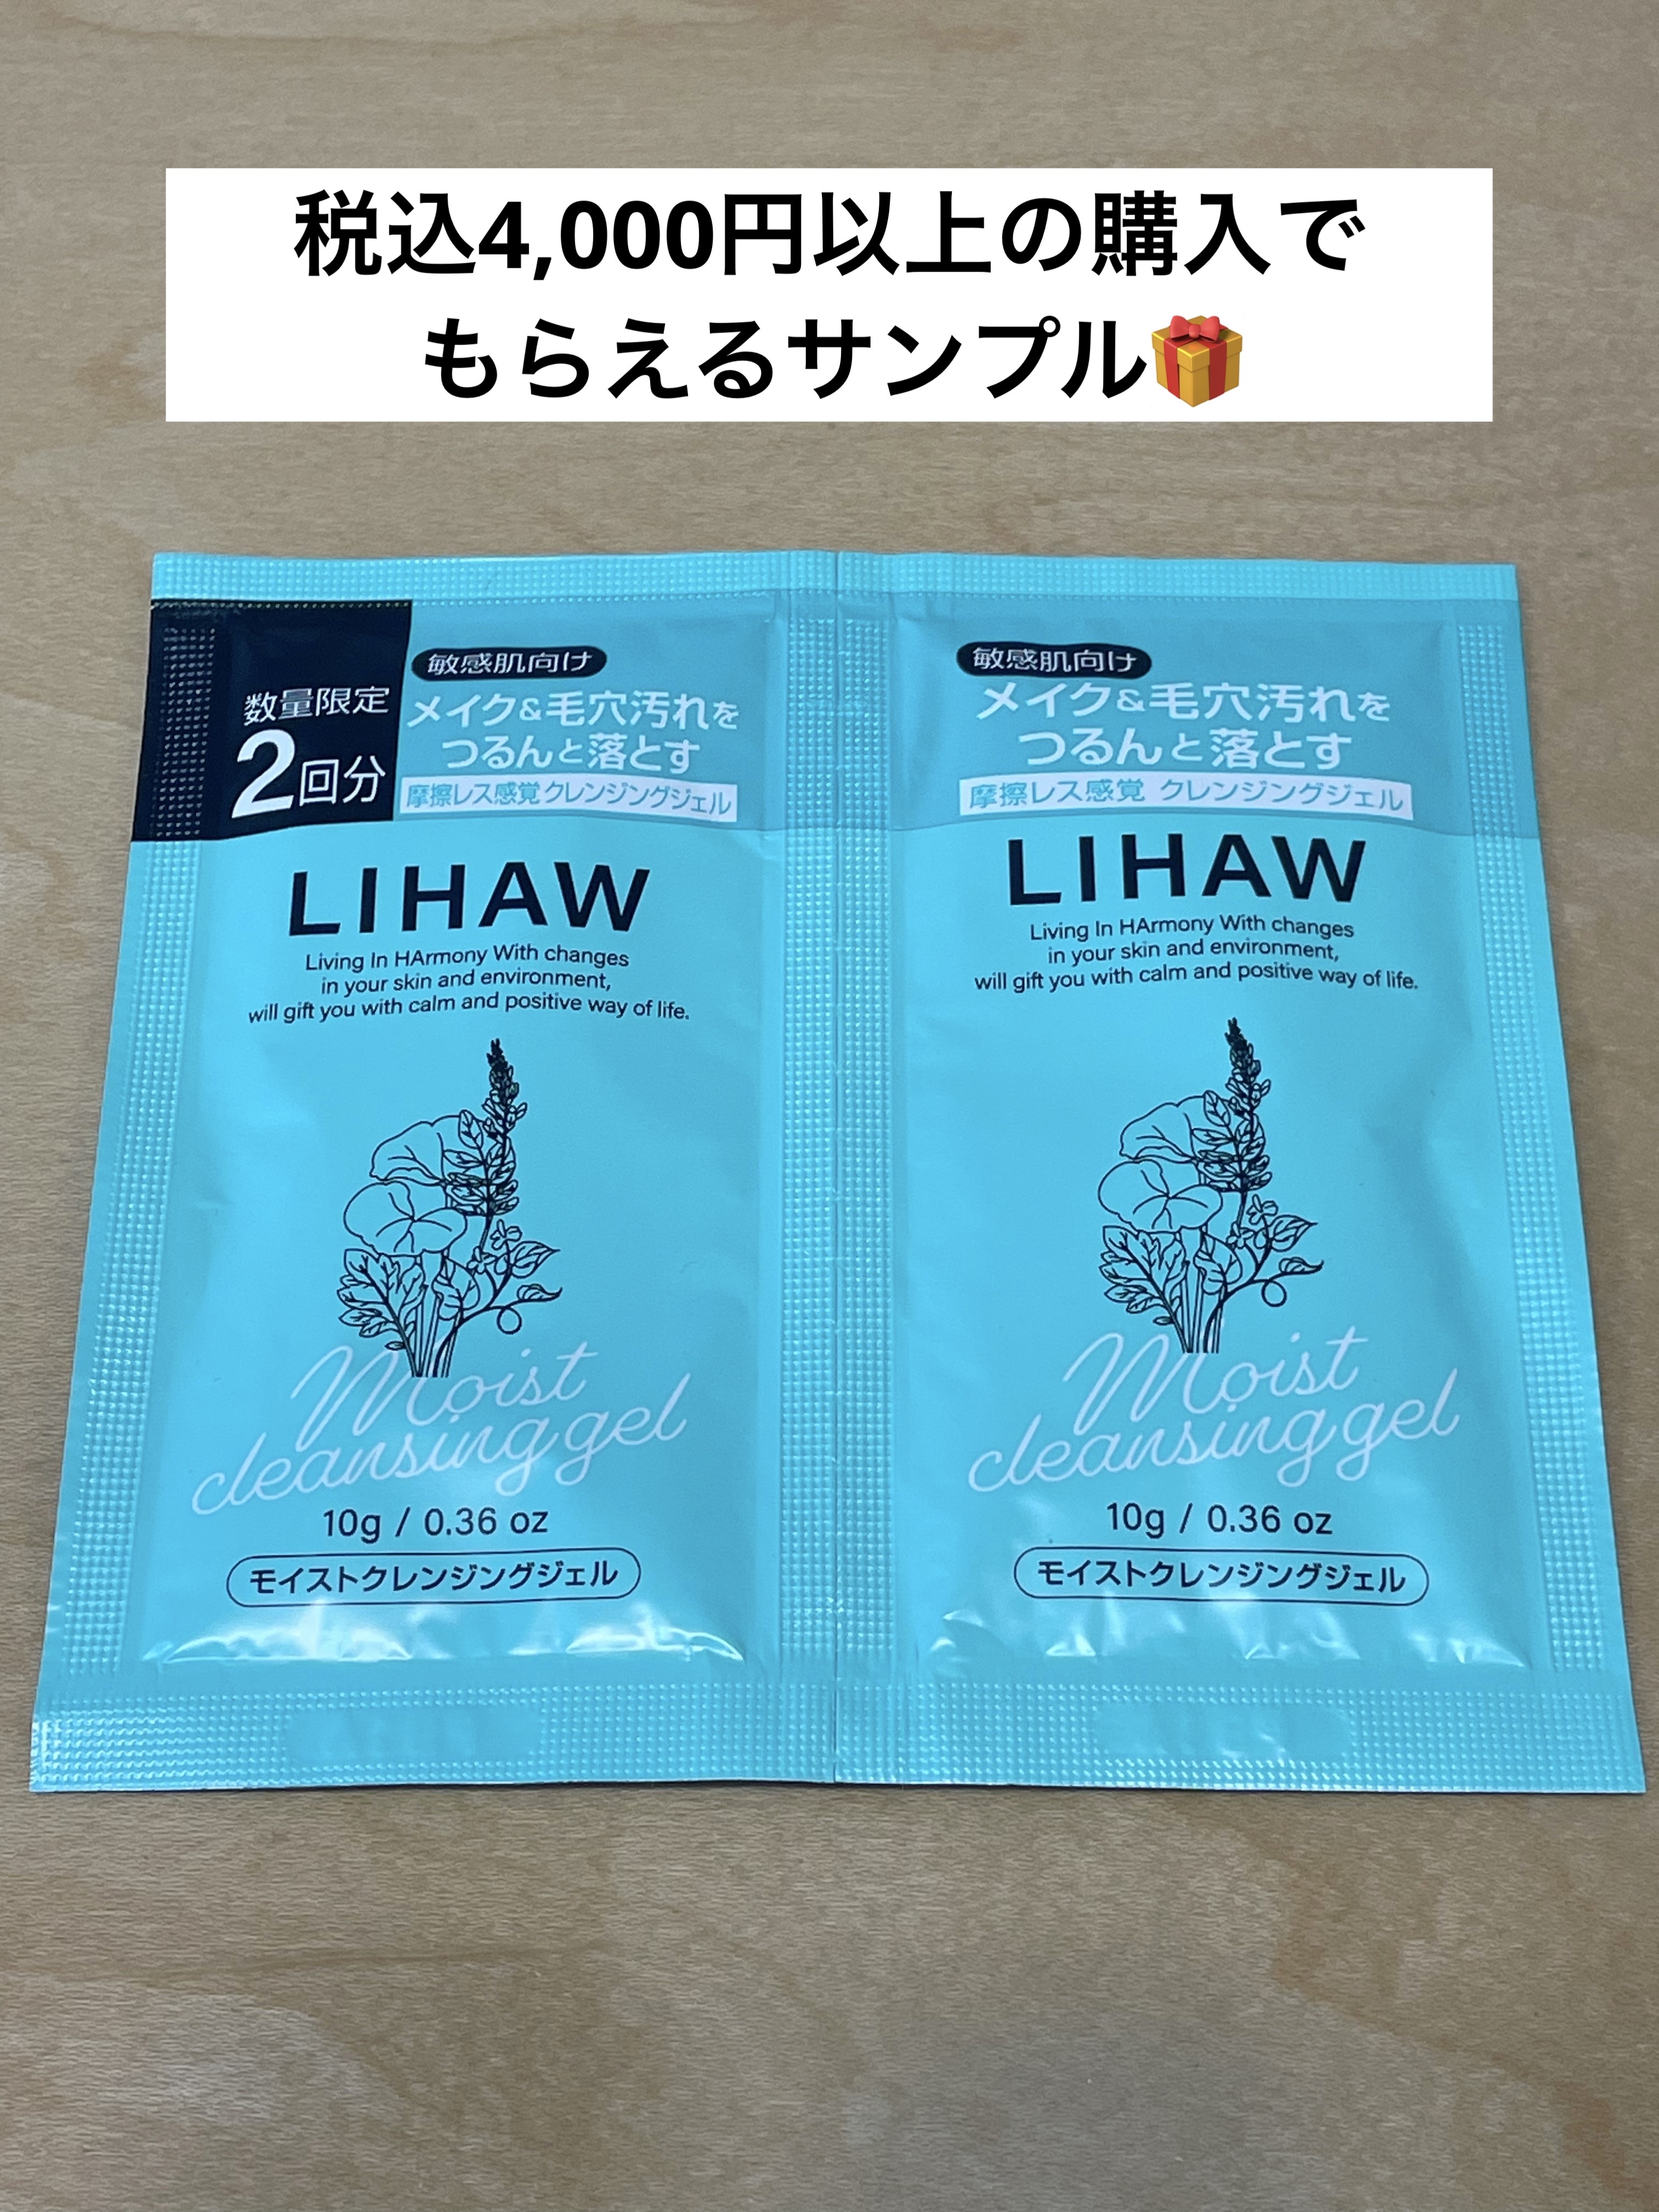 税込4,000円以上の購入で
もらえるサンプル🎁
数量限定
2回分
敏感肌向け
メイク&毛穴汚れを
つるんと落とす
摩擦レス感覚 クレンジングジェル
LIHAW
Living In HArmony With changes
in your skin and environment,
will gift you with calm and positive way of life.
Moist
cleansing gel
10g / 0.36 oz
モイストクレンジングジェル
敏感肌向け
メイク&毛穴汚れを
つるんと落とす
摩擦レス感覚 クレンジングジェル
LIHAW
Living In HArmony With changes
in your skin and environment,
will gift you with calm and positive way of life.
Moist
cleansing gel
10g / 0.36 oz
モイストクレンジングジェル